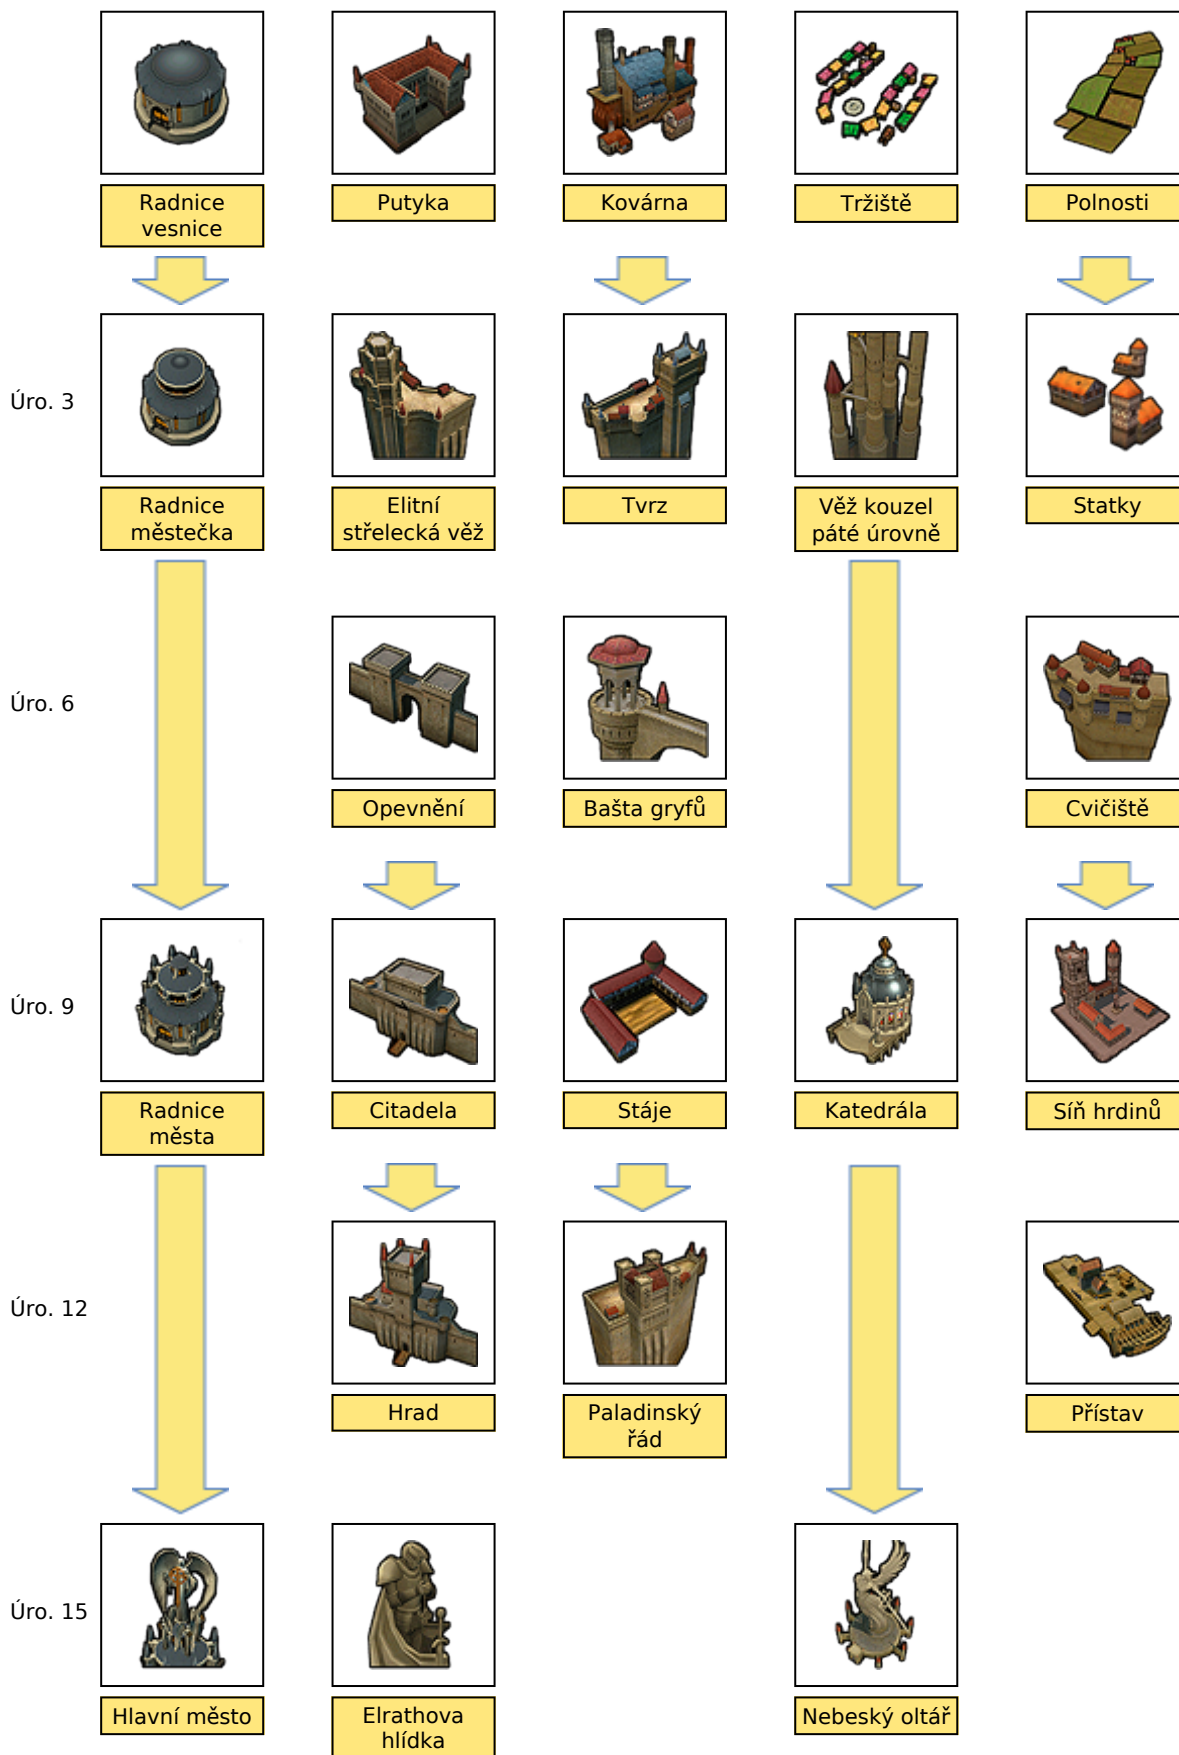 Radnice
vesnice
Putyka
Kovárna
Tržiště
Polnosti
Úro. 3
Radnice
městečka
Elitní
střelecká věž
Tvrz
Věž kouzel
páté úrovně
Statky
Úro. 6
Opevnění
Bašta gryfů
Cvičiště
Úro. 9
Radnice
města
Citadela
Stáje
Katedrála
Síň hrdinů
Úro. 12
Hrad
Paladinský
řád
Přístav
Úro. 15
Hlavní město
Elrathova
hlídka
Nebeský oltář